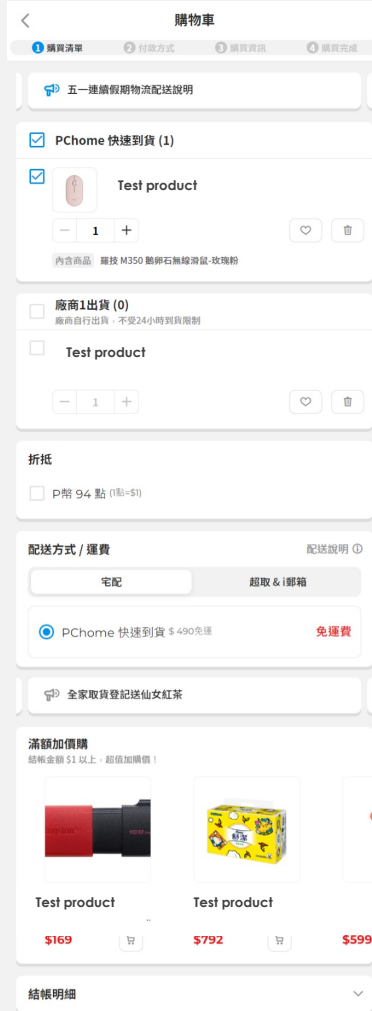 購物車
1 購買清單 2 付款方式 3 購買資訊 4 購買完成
五一連續假期物流配送說明
PChome 快速到貨 (1)
Test product
1
內含商品 羅技 M350 鵝卵石無線滑鼠-玫瑰粉
廠商1出貨 (0)
廠商自行出貨，不受24小時到貨限制
Test product
1
折抵
P幣 94 點 (1點=$1)
配送方式 / 運費 配送說明
宅配 超取 & i郵箱
PChome 快速到貨 $ 490免運 免運費
全家取貨登記送仙女紅茶
滿額加價購
結帳金額 $1 以上，超值加購價！
Test product Test product
..
$169 $792 $599
結帳明細